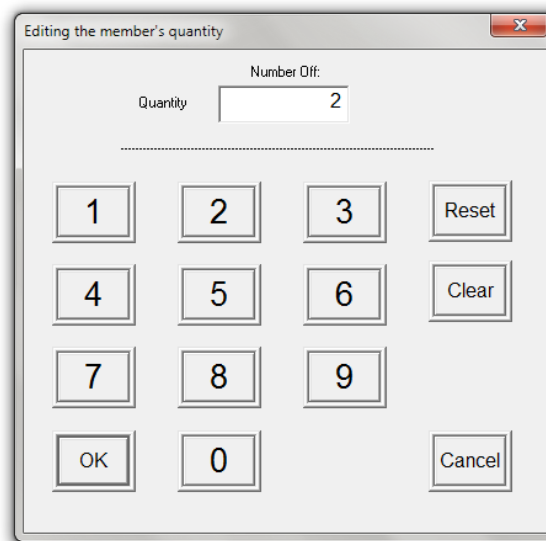 Editing the member's quantity
Number Off:
Quantity 2
1 2 3 Reset
4 5 6 Clear
7 8 9
OK 0 Cancel